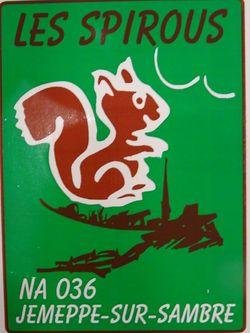 LES SPIROUS
NA 036
JEMEPPE-SUR-SAMBRE